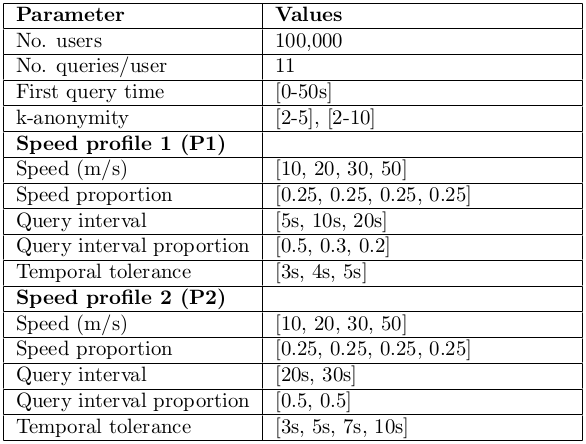 Parameter Values
No. users 100,000
No. queries/user 11
First query time [0-50s]
k-anonymity [2-5], [2-10]
Speed profile 1 (P1)
Speed (m/s) [10, 20, 30, 50]
Speed proportion [0.25, 0.25, 0.25, 0.25]
Query interval [5s, 10s, 20s]
Query interval proportion [0.5, 0.3, 0.2]
Temporal tolerance [3s, 4s, 5s]
Speed profile 2 (P2)
Speed (m/s) [10, 20, 30, 50]
Speed proportion [0.25, 0.25, 0.25, 0.25]
Query interval [20s, 30s]
Query interval proportion [0.5, 0.5]
Temporal tolerance [3s, 5s, 7s, 10s]